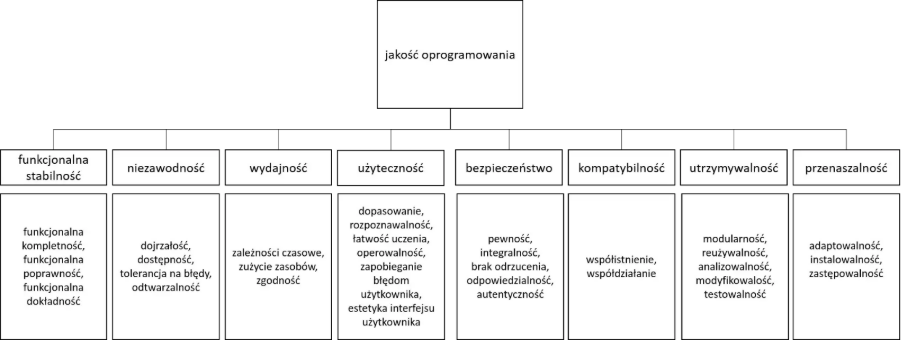 jakość oprogramowania
funkcjonalna
stabilność
niezawodność
wydajność
użyteczność
bezpieczeństwo
kompatybilność
utrzymywalność
przenaszalność
funkcjonalna
kompletność,
funkcjonalna
poprawność,
funkcjonalna
dokładność
dojrzałość,
dostępność,
tolerancja na błędy,
odtwarzalność
zależności czasowe,
zużycie zasobów,
zgodność
dopasowanie,
rozpoznawalność,
łatwość uczenia,
operowalność,
zapobieganie
błędom
użytkownika,
estetyka interfejsu
użytkownika
pewność,
integralność,
brak odrzucenia,
odpowiedzialność,
autentyczność
współistnienie,
współdziałanie
modularność,
reużywalność,
analizowalność,
modyfikowalość,
testowalność
adaptowalność,
instalowalność,
zastępowalność